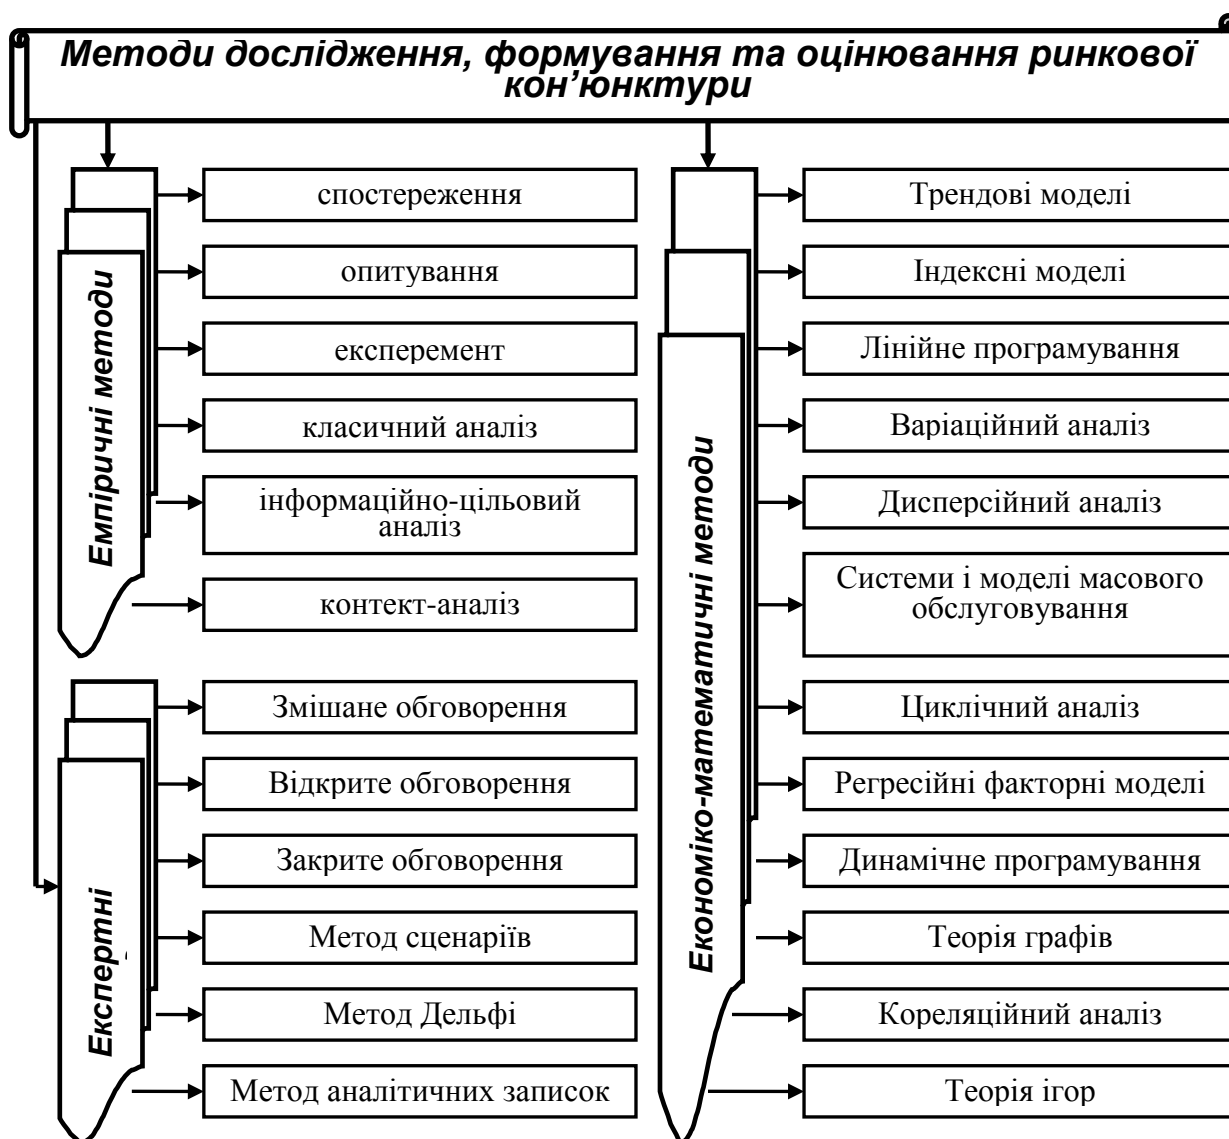 Методи дослідження, формування та оцінювання ринкової
кон’юнктури
Емпіричні методи
спостереження
опитування
експеремент
класичний аналіз
інформаційно-цільовий
аналіз
контект-аналіз
Експертні
Змішане обговорення
Відкрите обговорення
Закрите обговорення
Метод сценаріїв
Метод Дельфі
Метод аналітичних записок
Економіко-математичні методи
Трендові моделі
Індексні моделі
Лінійне програмування
Варіаційний аналіз
Дисперсійний аналіз
Системи і моделі масового
обслуговування
Циклічний аналіз
Регресійні факторні моделі
Динамічне програмування
Теорія графів
Кореляційний аналіз
Теорія ігор